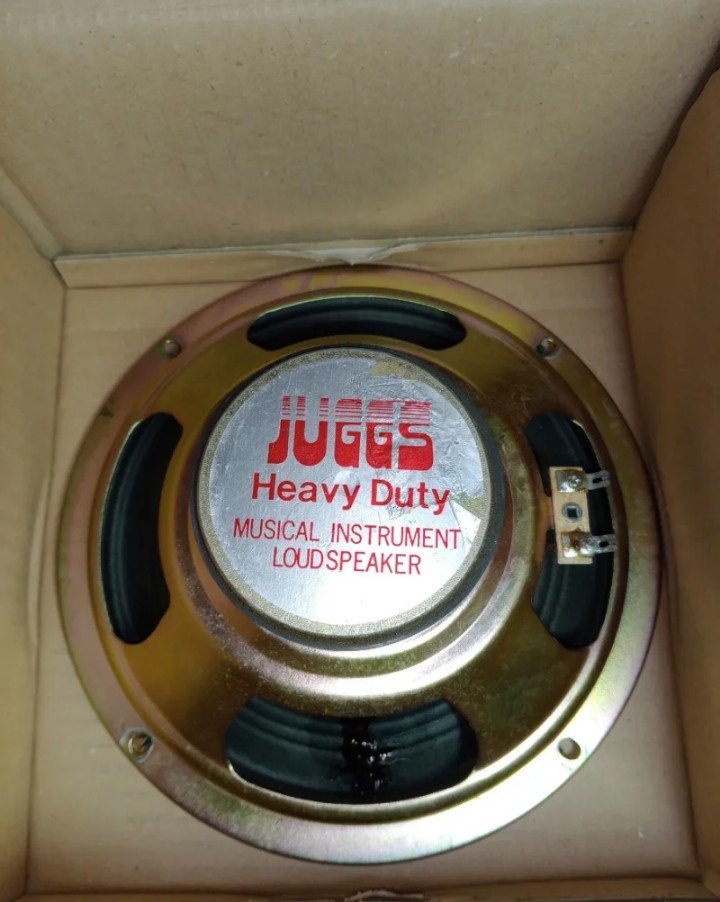 JUGGS
Heavy Duty
MUSICAL INSTRUMENT
LOUDSPEAKER